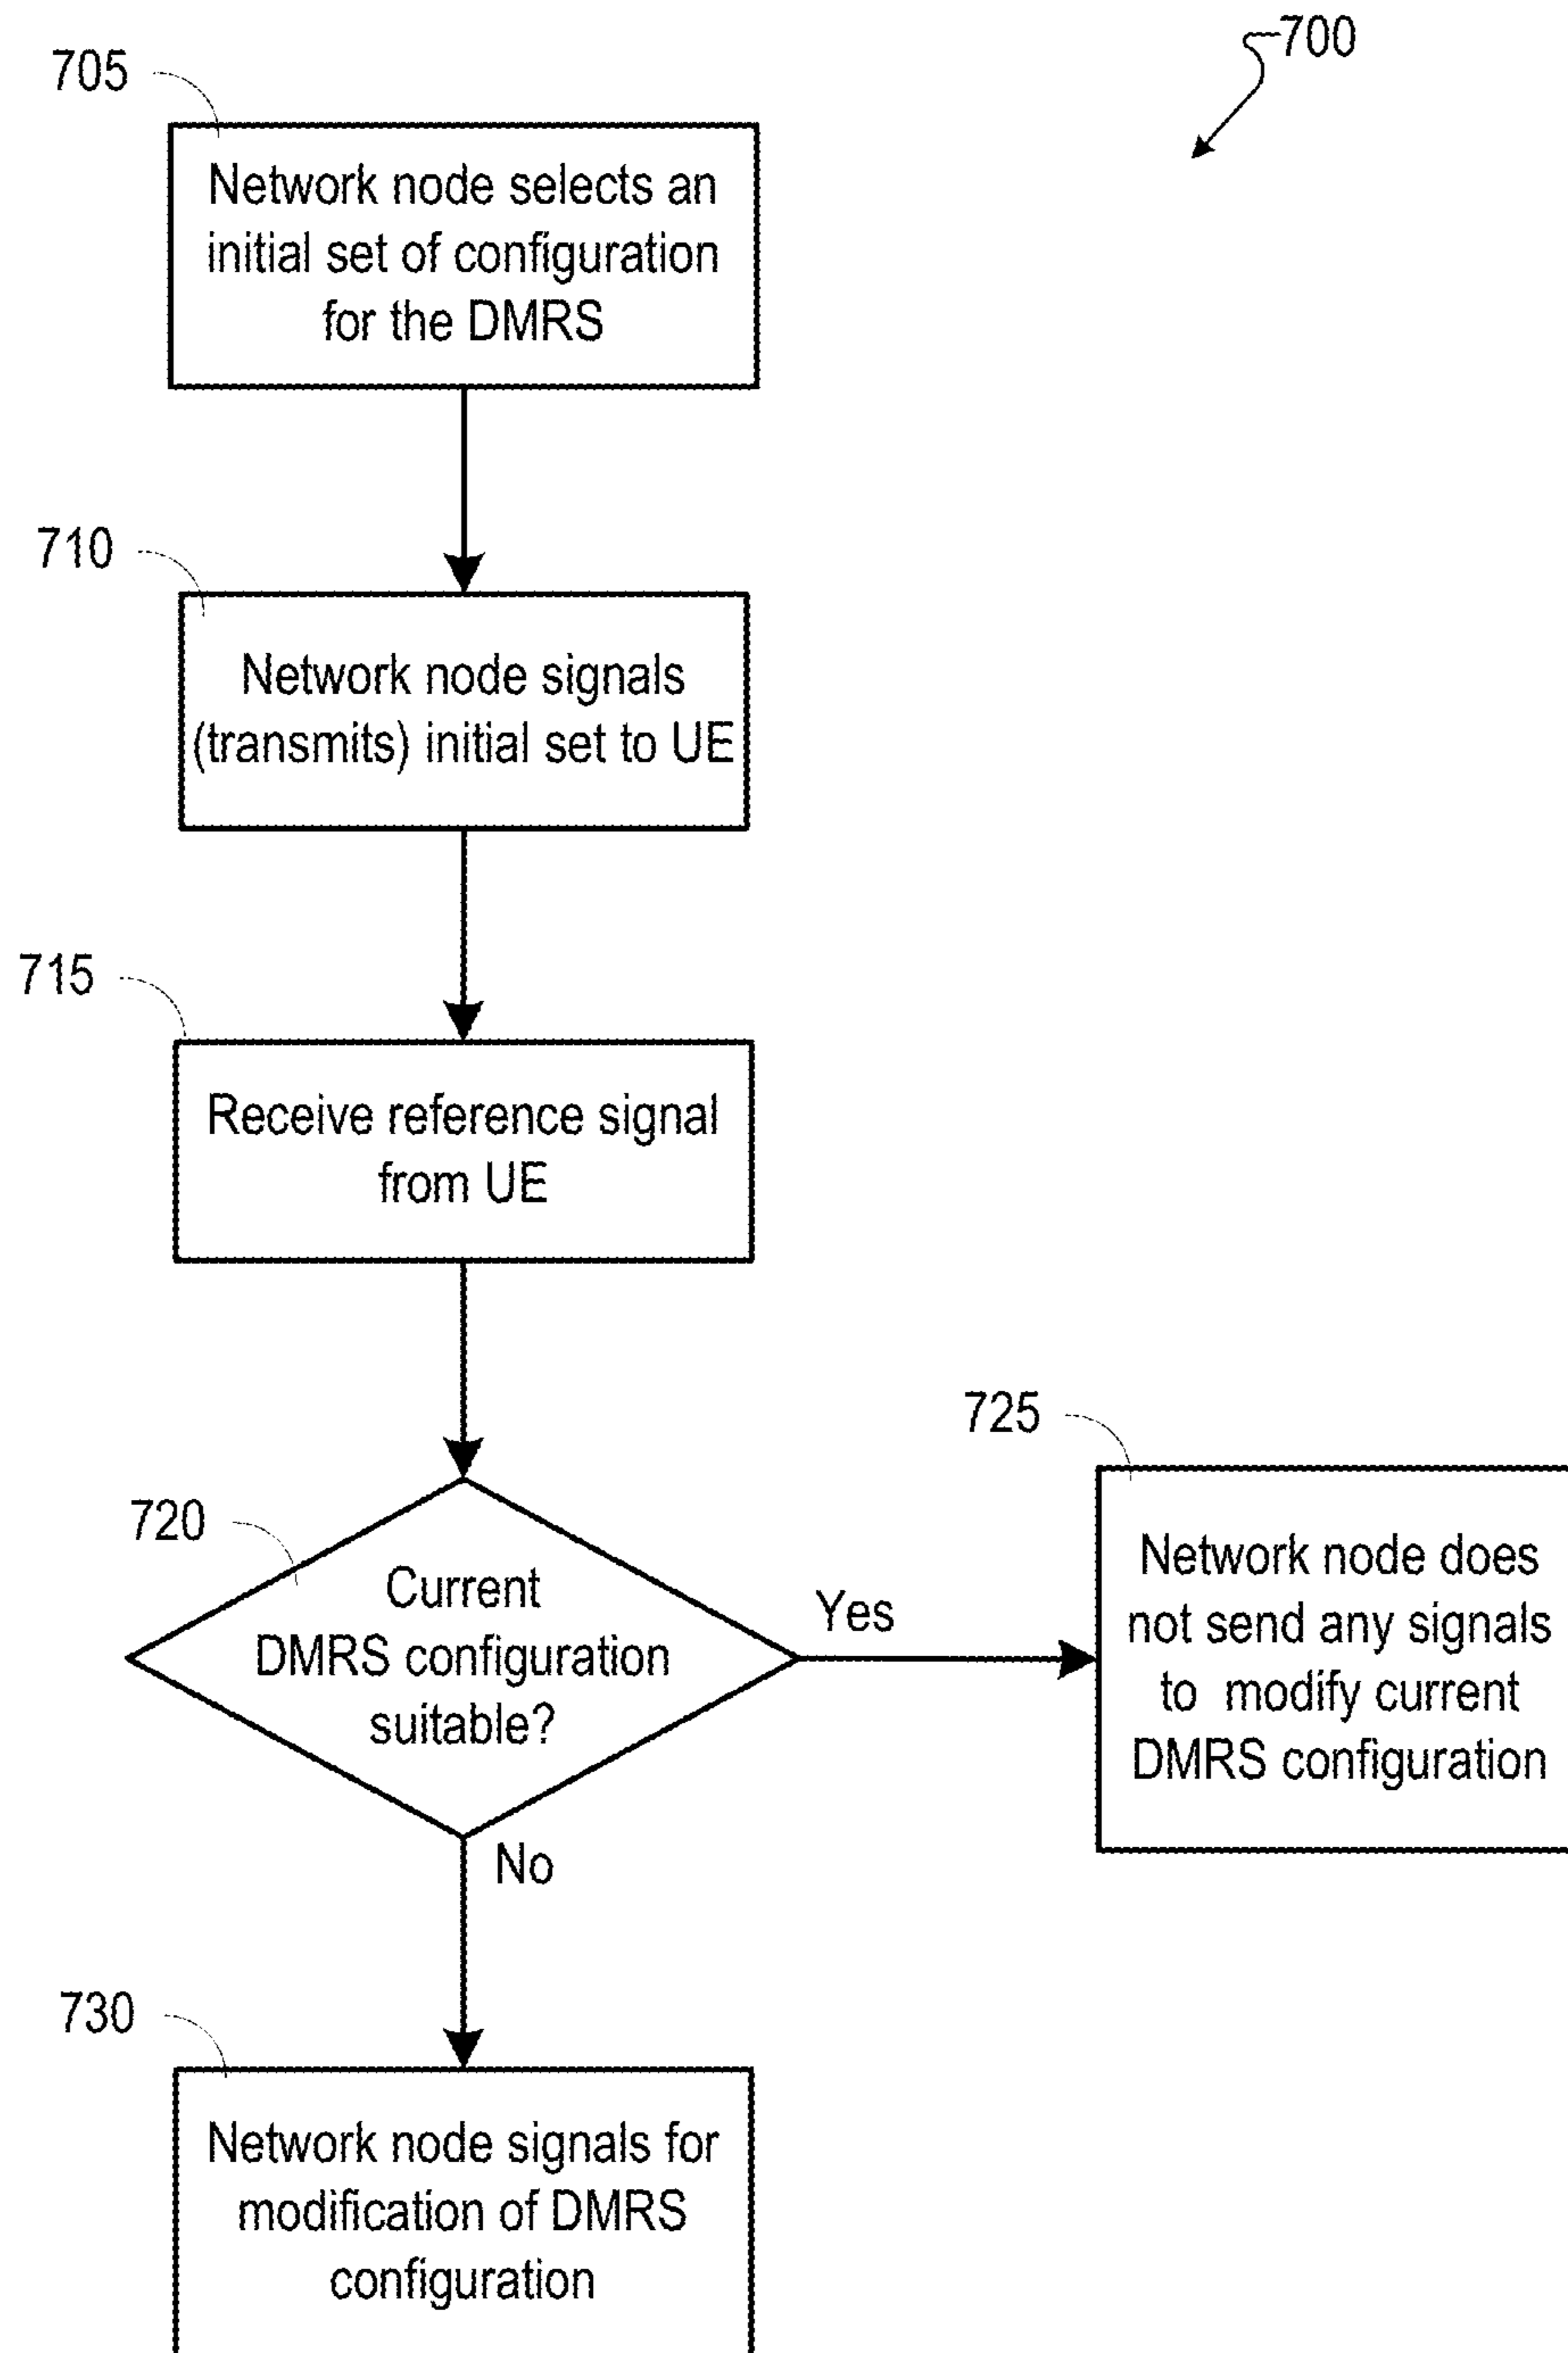 700
705
Network node selects an
initial set of configuration
for the DMRS
710
Network node signals
(transmits) initial set to UE
715
Receive reference signal
from UE
720
Current
DMRS configuration
suitable?
Yes
725
Network node does
not send any signals
to modify current
DMRS configuration
No
730
Network node signals for
modification of DMRS
configuration